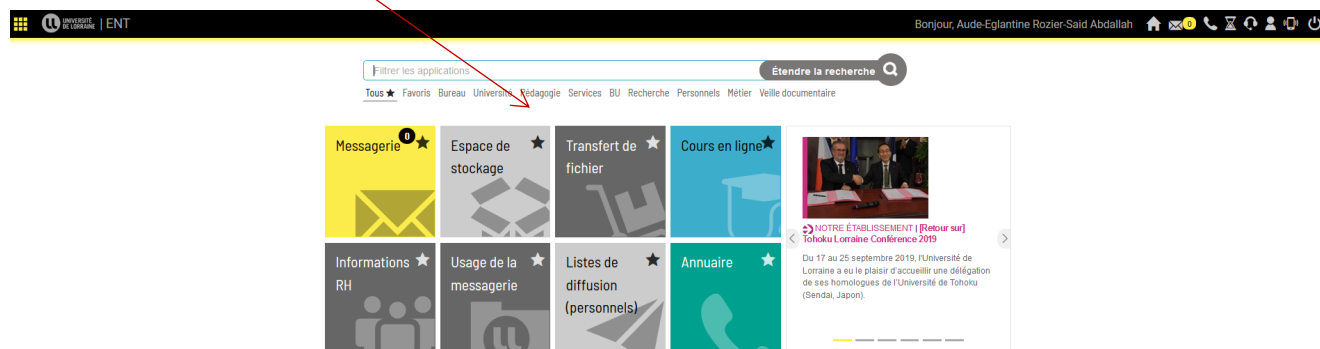 UNIVERSITÉ
DE LORRAINE | ENT
Bonjour, Aude-Eglantine Rozier-Said Abdallah
0
Filtrer les applications
Étendre la recherche
Tous ★ Favoris Bureau Université Pédagogie Services BU Recherche Personnels Métier Veille documentaire
Messagerie
0
Espace de
stockage
Transfert de
fichier
Cours en ligne
Informations
RH
Usage de la
messagerie
Listes de
diffusion
(personnels)
Annuaire
NOTRE ÉTABLISSEMENT | [Retour sur]
Tohoku Lorraine Conférence 2019
Du 17 au 25 septembre 2019, l'Université de
Lorraine a eu le plaisir d'accueillir une délégation
de ses homologues de l'Université de Tohoku
(Sendai, Japon).